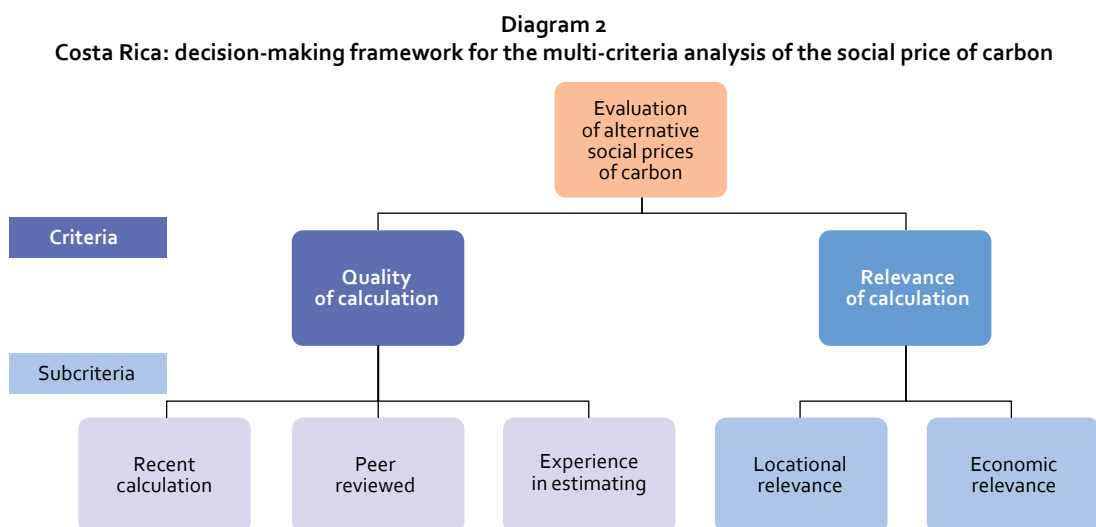 Diagram 2
Costa Rica: decision-making framework for the multi-criteria analysis of the social price of carbon
Evaluation
of alternative
social prices
of carbon
Criteria
Quality
of calculation
Relevance
of calculation
Subcriteria
Recent
calculation
Peer
reviewed
Experience
in estimating
Locational
relevance
Economic
relevance